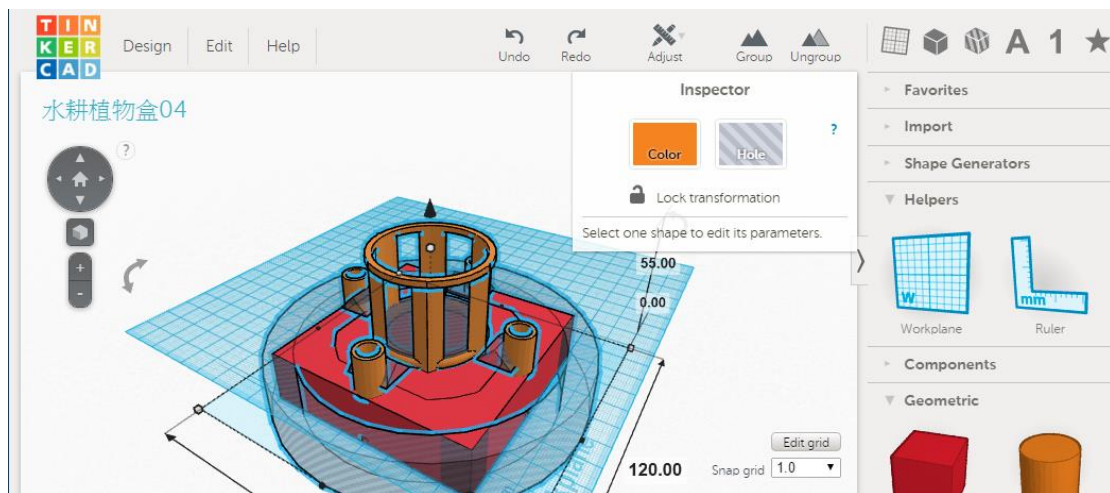 TIN
KER
CAD
Design
Edit
Help
Undo
Redo
Adjust
Group
Ungroup
A 1
水耕植物盒04
?
+
-
Inspector
Color
Hole
?
Lock transformation
Select one shape to edit its parameters.
55.00
0.00
120.00
Edit grid
Snap grid
1.0
Favorites
Import
Shape Generators
Helpers
W
mm
Workplane
Ruler
Components
Geometric